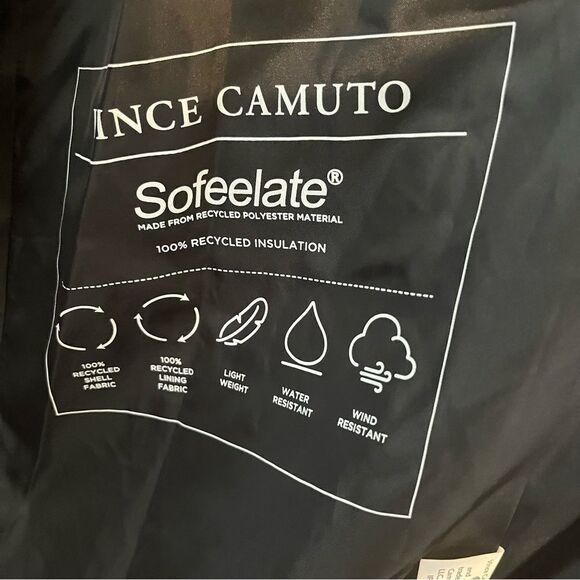 INCE CAMUTO
Sofeelate®
MADE FROM RECYCLED POLYESTER MATERIAL
100% RECYCLED INSULATION
100%
RECYCLED
SHELL
FABRIC
100%
RECYCLED
LINING
FABRIC
LIGHT
WEIGHT
WATER
RESISTANT
WIND
RESISTANT